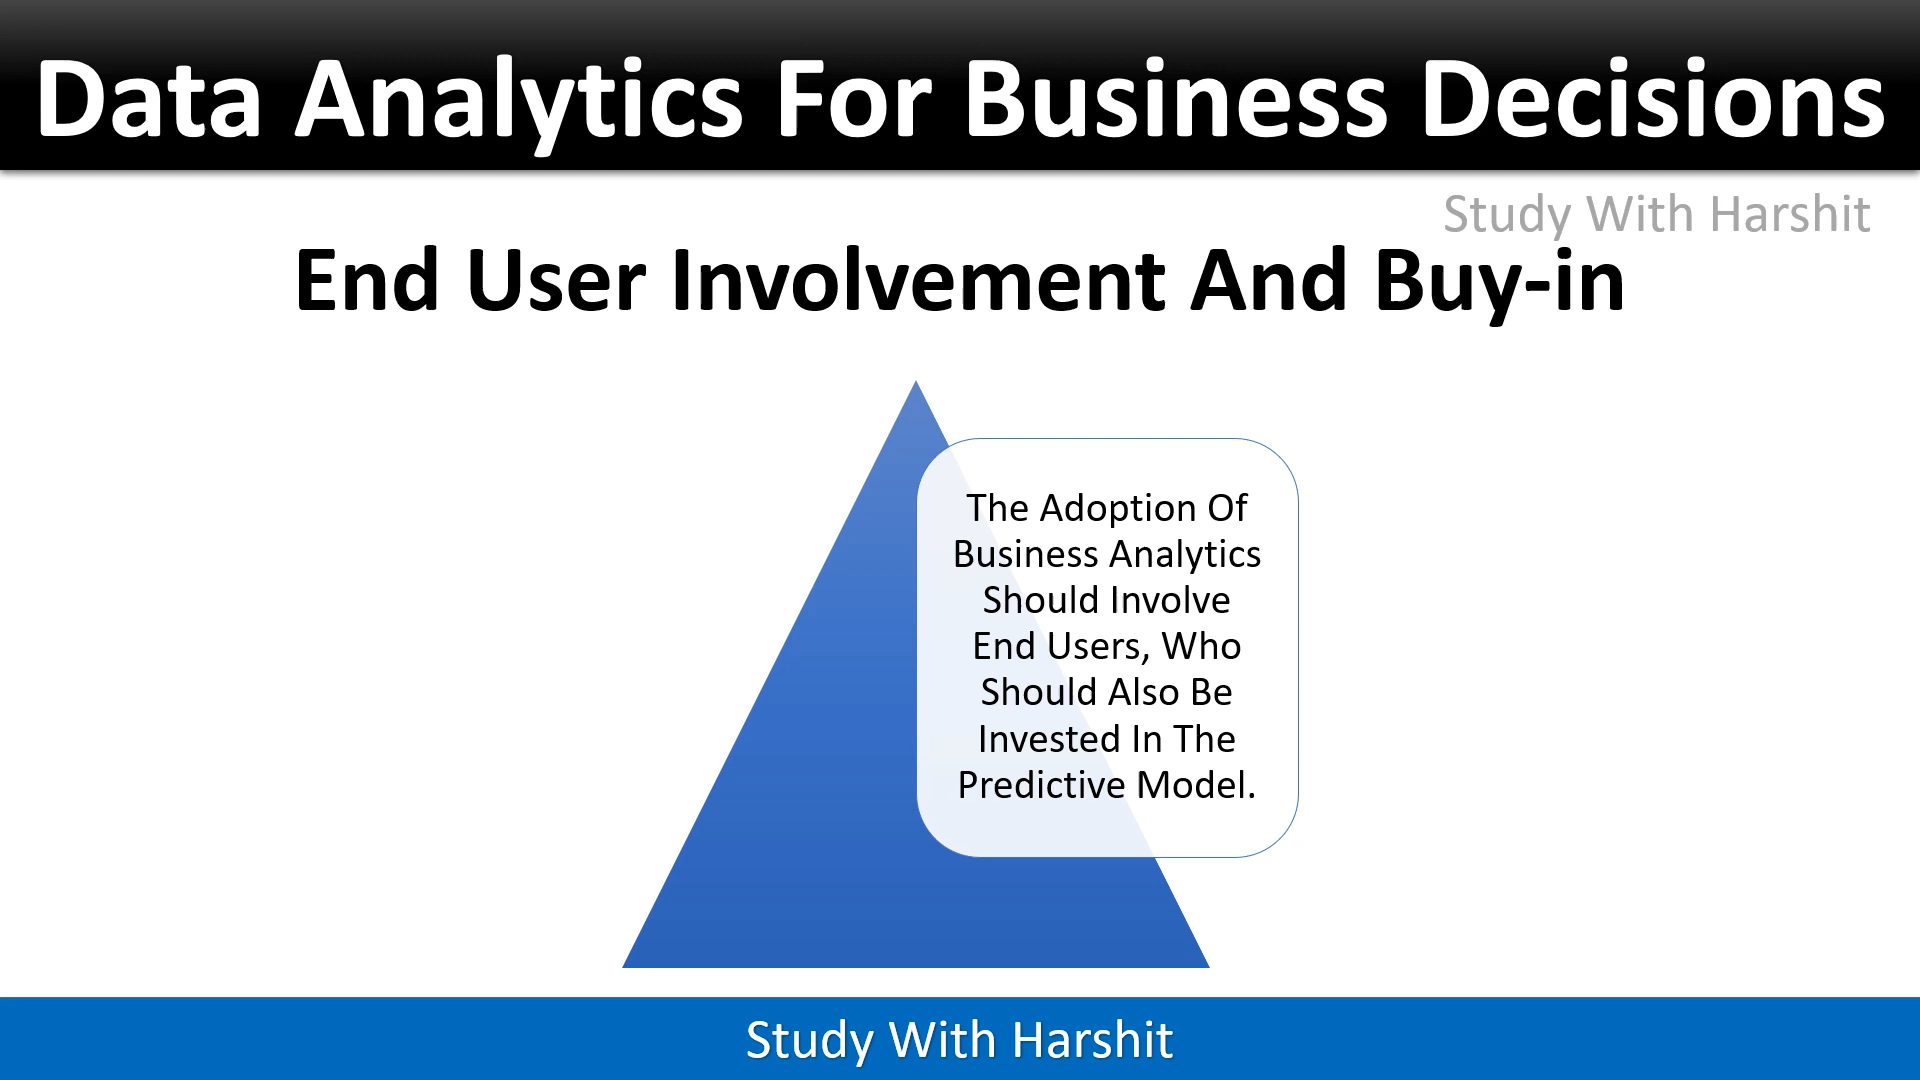 Data Analytics For Business Decisions
Study With Harshit
End User Involvement And Buy-in
The Adoption Of
Business Analytics
Should Involve
End Users, Who
Should Also Be
Invested In The
Predictive Model.
Study With Harshit